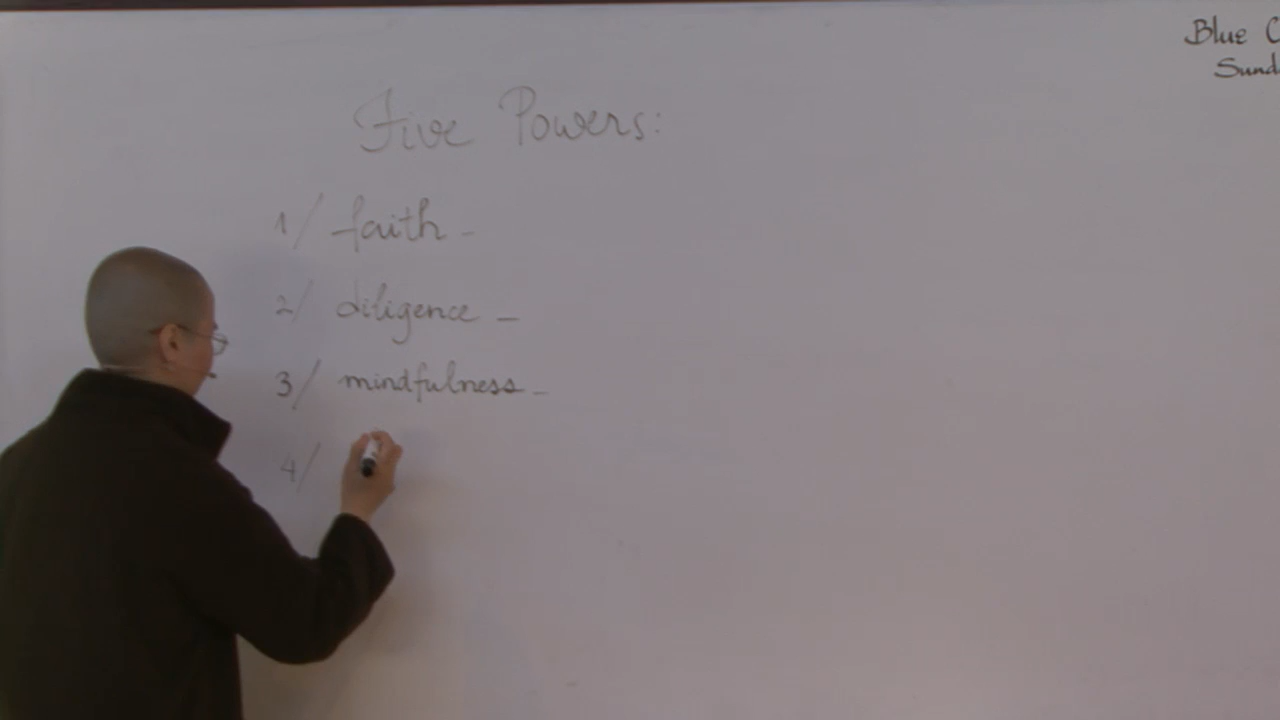 Blue
Five Powers:
1/ faith -
2/ diligence -
3/ mindfulness -
4/